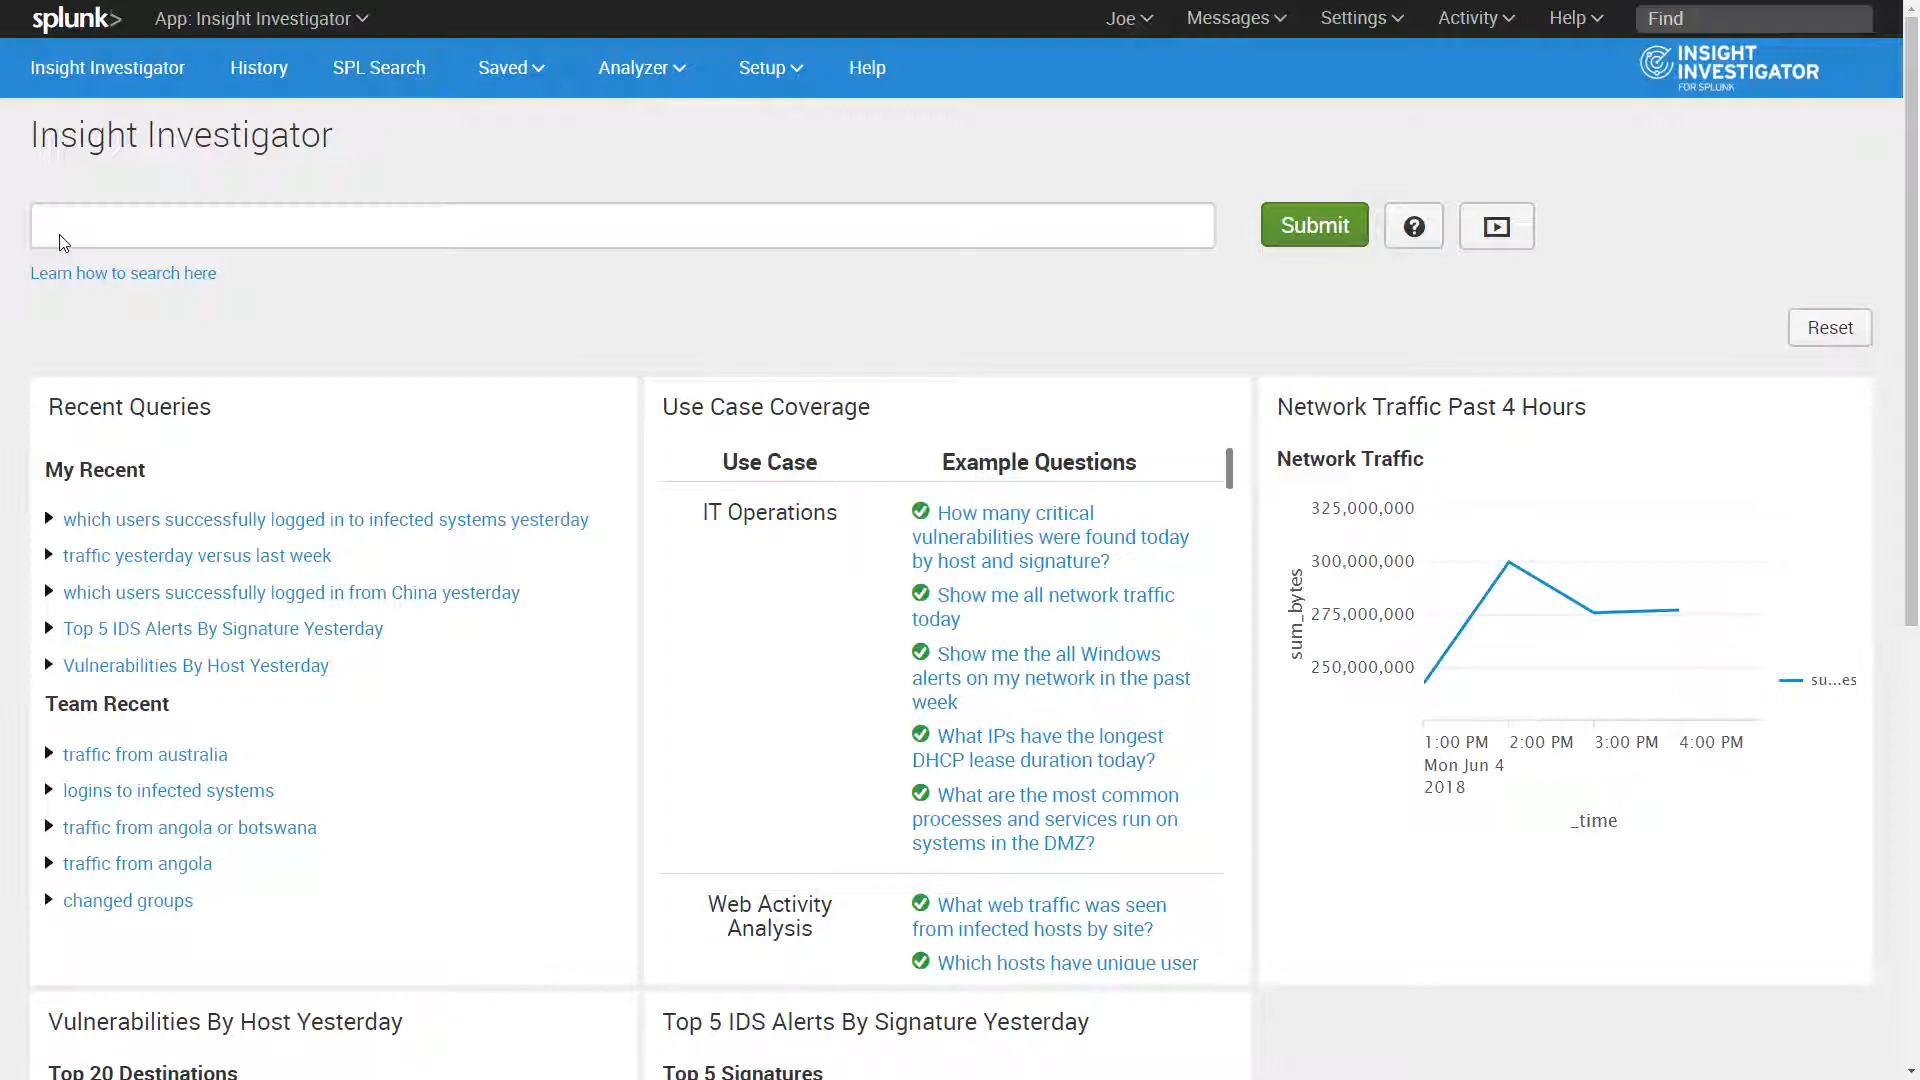 splunk>
App: Insight Investigator
Joe
Messages
Settings
Activity
Help
Find
Insight Investigator
History
SPL Search
Saved
Analyzer
Setup
Help
INSIGHT
INVESTIGATOR
FOR SPLUNK
Insight Investigator
Submit
Learn how to search here
Reset
Recent Queries
My Recent
which users successfully logged in to infected systems yesterday
traffic yesterday versus last week
which users successfully logged in from China yesterday
Top 5 IDS Alerts By Signature Yesterday
Vulnerabilities By Host Yesterday
Team Recent
traffic from australia
logins to infected systems
traffic from angola or botswana
traffic from angola
changed groups
Use Case Coverage
Use Case
Example Questions
IT Operations
How many critical
vulnerabilities were found today
by host and signature?
Show me all network traffic
today
Show me the all Windows
alerts on my network in the past
week
What IPs have the longest
DHCP lease duration today?
What are the most common
processes and services run on
systems in the DMZ?
Web Activity
Analysis
What web traffic was seen
from infected hosts by site?
Which hosts have unique user
Network Traffic Past 4 Hours
Network Traffic
325,000,000
300,000,000
275,000,000
250,000,000
sum_bytes
su...es
1:00 PM
2:00 PM
3:00 PM
4:00 PM
Mon Jun 4
2018
_time
Vulnerabilities By Host Yesterday
Top 20 Destinations
Top 5 IDS Alerts By Signature Yesterday
Top 5 Signatures